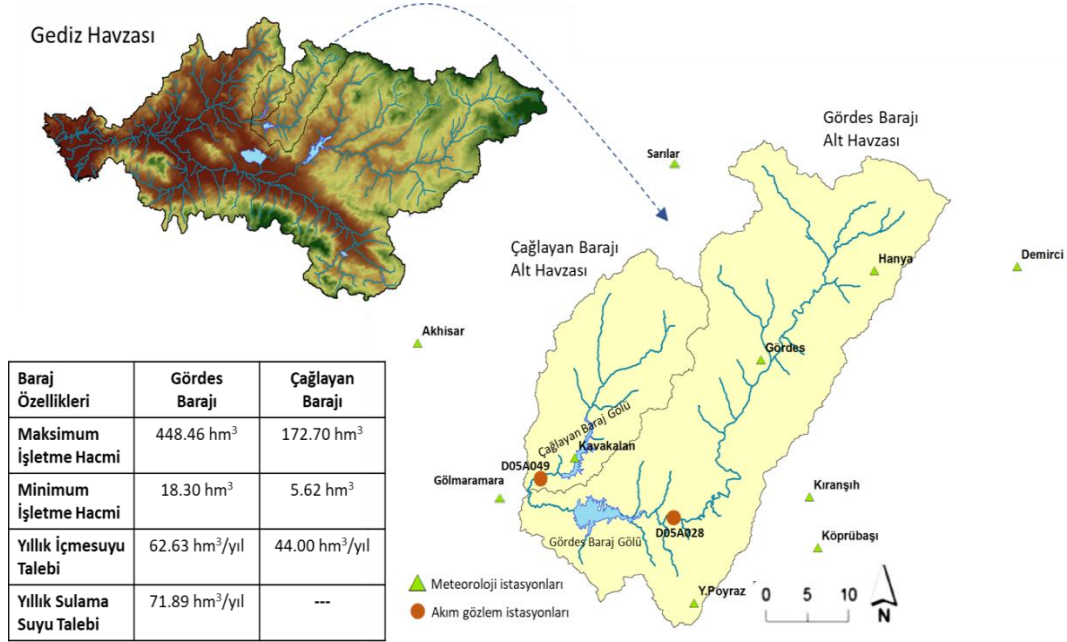 Gediz Havzası
Gördes Barajı
Alt Havzası
Sarılar
Çağlayan Barajı
Alt Havzası
Hanya
Demirci
Akhisar
Gördes
Çağlayan Baraj Gölü
Kavakalan
D05A049
Gölmaramara
Kıranşıh
D05A028
Gördes Baraj Gölü
Köprübaşı
Y.Poyraz
Baraj Özellikleri | Gördes Barajı | Çağlayan Barajı
Maksimum İşletme Hacmi | 448.46 hm³ | 172.70 hm³
Minimum İşletme Hacmi | 18.30 hm³ | 5.62 hm³
Yıllık İçmesuyu Talebi | 62.63 hm³/yıl | 44.00 hm³/yıl
Yıllık Sulama Suyu Talebi | 71.89 hm³/yıl | ---
Meteoroloji istasyonları
Akım gözlem istasyonları
0 5 10
N